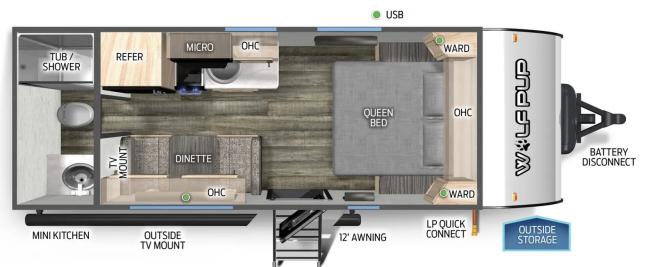 USB
TUB /
SHOWER
REFER
MICRO
OHC
WARD
QUEEN
BED
OHC
WOLF PUP
BATTERY
DISCONNECT
TV
MOUNT
DINETTE
OHC
WARD
MINI KITCHEN
OUTSIDE
TV MOUNT
12' AWNING
LP QUICK
CONNECT
OUTSIDE
STORAGE